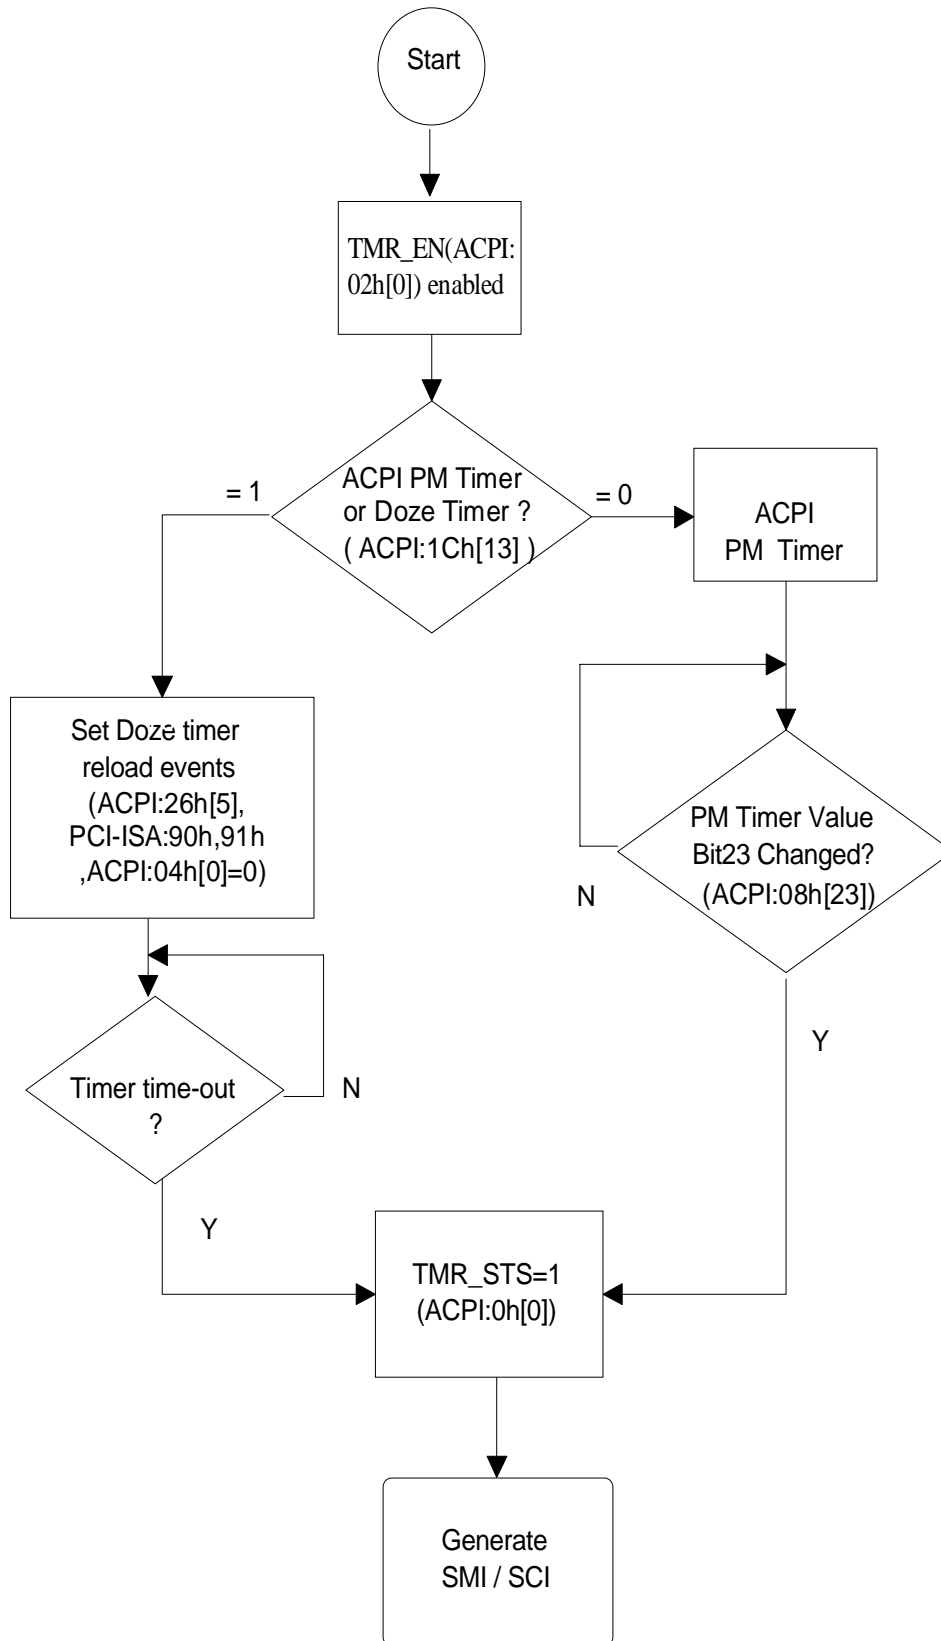 Start
TMR_EN(ACPI:
02h[0]) enabled
ACPI PM Timer
or Doze Timer ?
( ACPI:1Ch[13] )
= 1
= 0
ACPI
PM Timer
Set Doze timer
reload events
(ACPI:26h[5],
PCI-ISA:90h,91h
,ACPI:04h[0]=0)
PM Timer Value
Bit23 Changed?
(ACPI:08h[23])
N
Y
Timer time-out
?
N
Y
TMR_STS=1
(ACPI:0h[0])
Generate
SMI / SCI